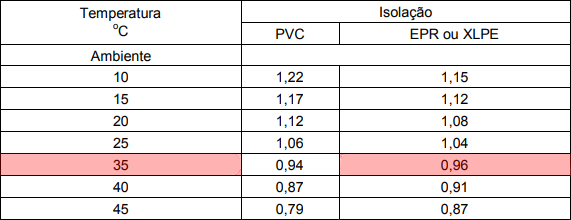 Temperatura
ºC
Isolação
PVC EPR ou XLPE
Ambiente
10 1,22 1,15
15 1,17 1,12
20 1,12 1,08
25 1,06 1,04
35 0,94 0,96
40 0,87 0,91
45 0,79 0,87